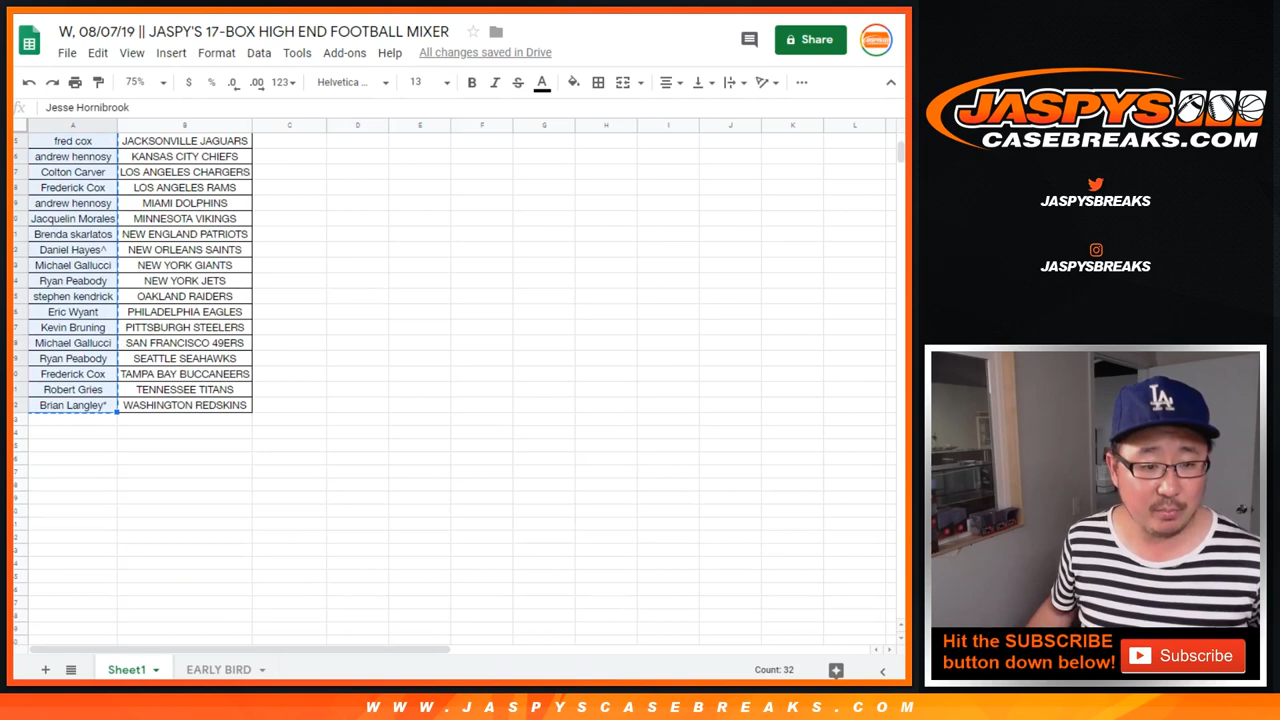 W, 08/07/19 || JASPY'S 17-BOX HIGH END FOOTBALL MIXER
File Edit View Insert Format Data Tools Add-ons Help All changes saved in Drive
Share
75% $ % .0 .00 123 Helvetica ... 13 B I S A
fx Jesse Hornibrook
A B C D E F G H I J K L
fred cox JACKSONVILLE JAGUARS
andrew hennosy KANSAS CITY CHIEFS
Colton Carver LOS ANGELES CHARGERS
Frederick Cox LOS ANGELES RAMS
andrew hennosy MIAMI DOLPHINS
Jacquelin Morales MINNESOTA VIKINGS
Brenda skarlatos NEW ENGLAND PATRIOTS
Daniel Hayes^ NEW ORLEANS SAINTS
Michael Gallucci NEW YORK GIANTS
Ryan Peabody NEW YORK JETS
stephen kendrick OAKLAND RAIDERS
Eric Wyant PHILADELPHIA EAGLES
Kevin Bruning PITTSBURGH STEELERS
Michael Gallucci SAN FRANCISCO 49ERS
Ryan Peabody SEATTLE SEAHAWKS
Frederick Cox TAMPA BAY BUCCANEERS
Robert Gries TENNESSEE TITANS
Brian Langley* WASHINGTON REDSKINS
Sheet1 EARLY BIRD Count: 32
JASPYS
CASEBREAKS.COM
JASPYSBREAKS
JASPYSBREAKS
LA
Hit the SUBSCRIBE
button down below!
Subscribe
WWW.JASPYSCASEBREAKS.COM